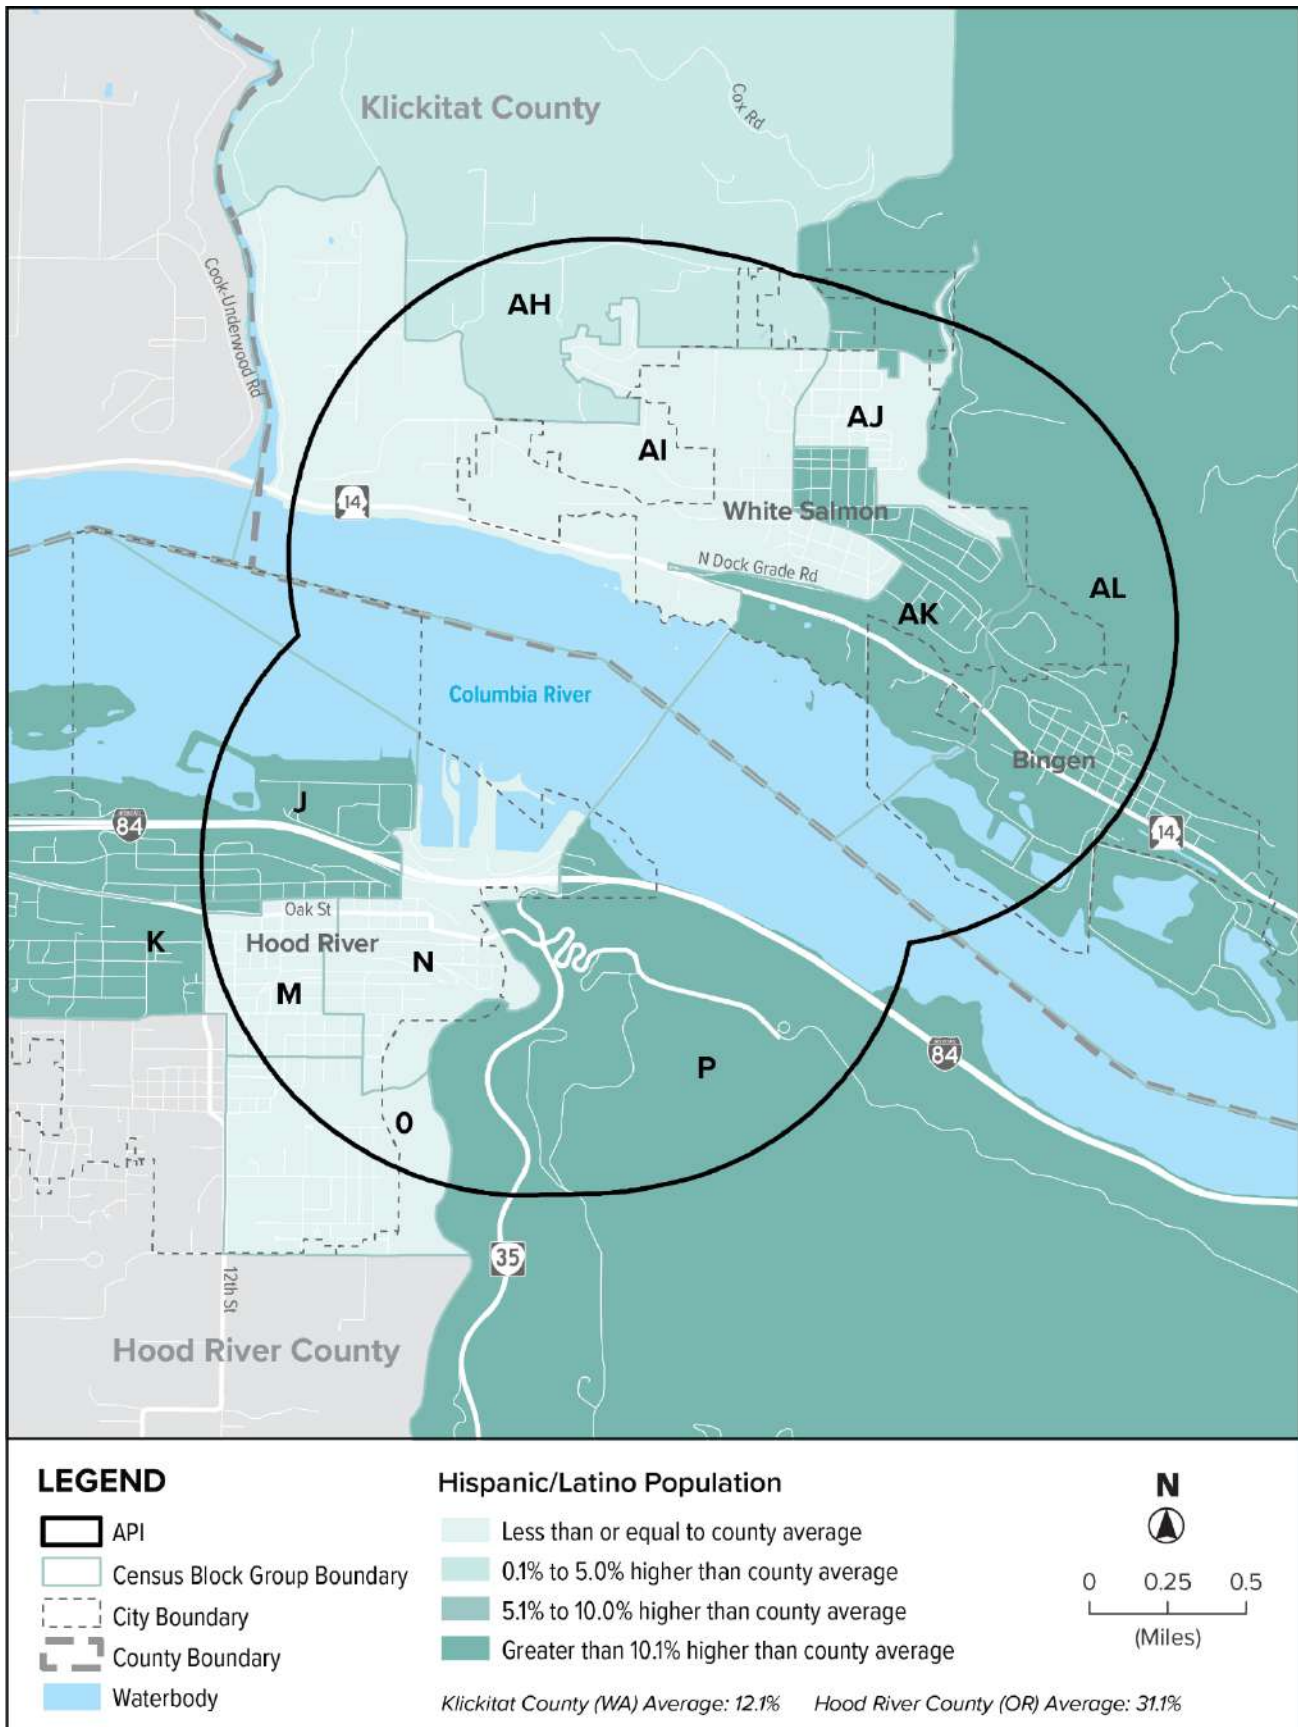 Klickitat County
Cox Rd
Cook-Underwood Rd
AH
AJ
AI
14
White Salmon
N Dock Grade Rd
AL
AK
Columbia River
Bingen
J
84
14
Oak St
K
Hood River
N
M
84
P
O
35
12th St
Hood River County
LEGEND
API
Census Block Group Boundary
City Boundary
County Boundary
Waterbody
Hispanic/Latino Population
Less than or equal to county average
0.1% to 5.0% higher than county average
5.1% to 10.0% higher than county average
Greater than 10.1% higher than county average
Klickitat County (WA) Average: 12.1% Hood River County (OR) Average: 31.1%
N
0 0.25 0.5
(Miles)